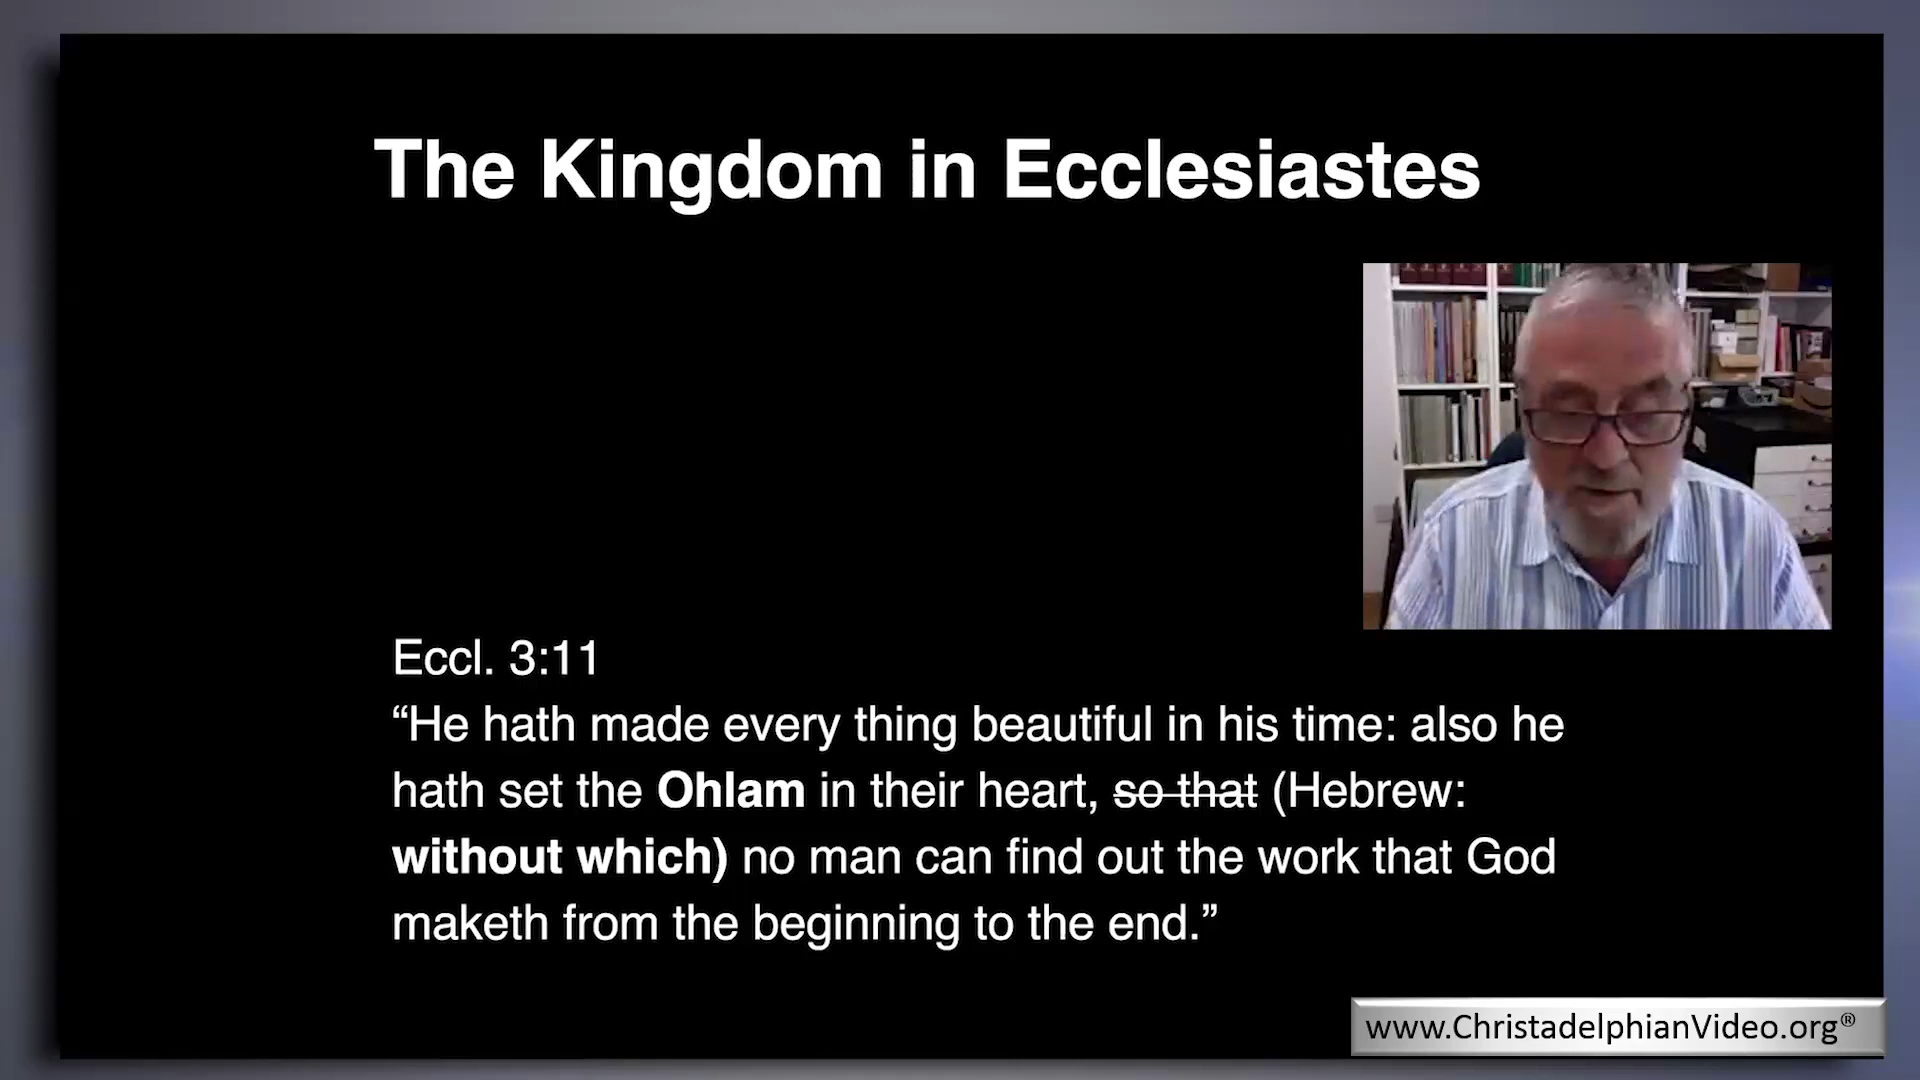 The Kingdom in Ecclesiastes
Eccl. 3:11
“He hath made every thing beautiful in his time: also he
hath set the Ohlam in their heart, so that (Hebrew:
without which) no man can find out the work that God
maketh from the beginning to the end.”
www.ChristadelphianVideo.org®